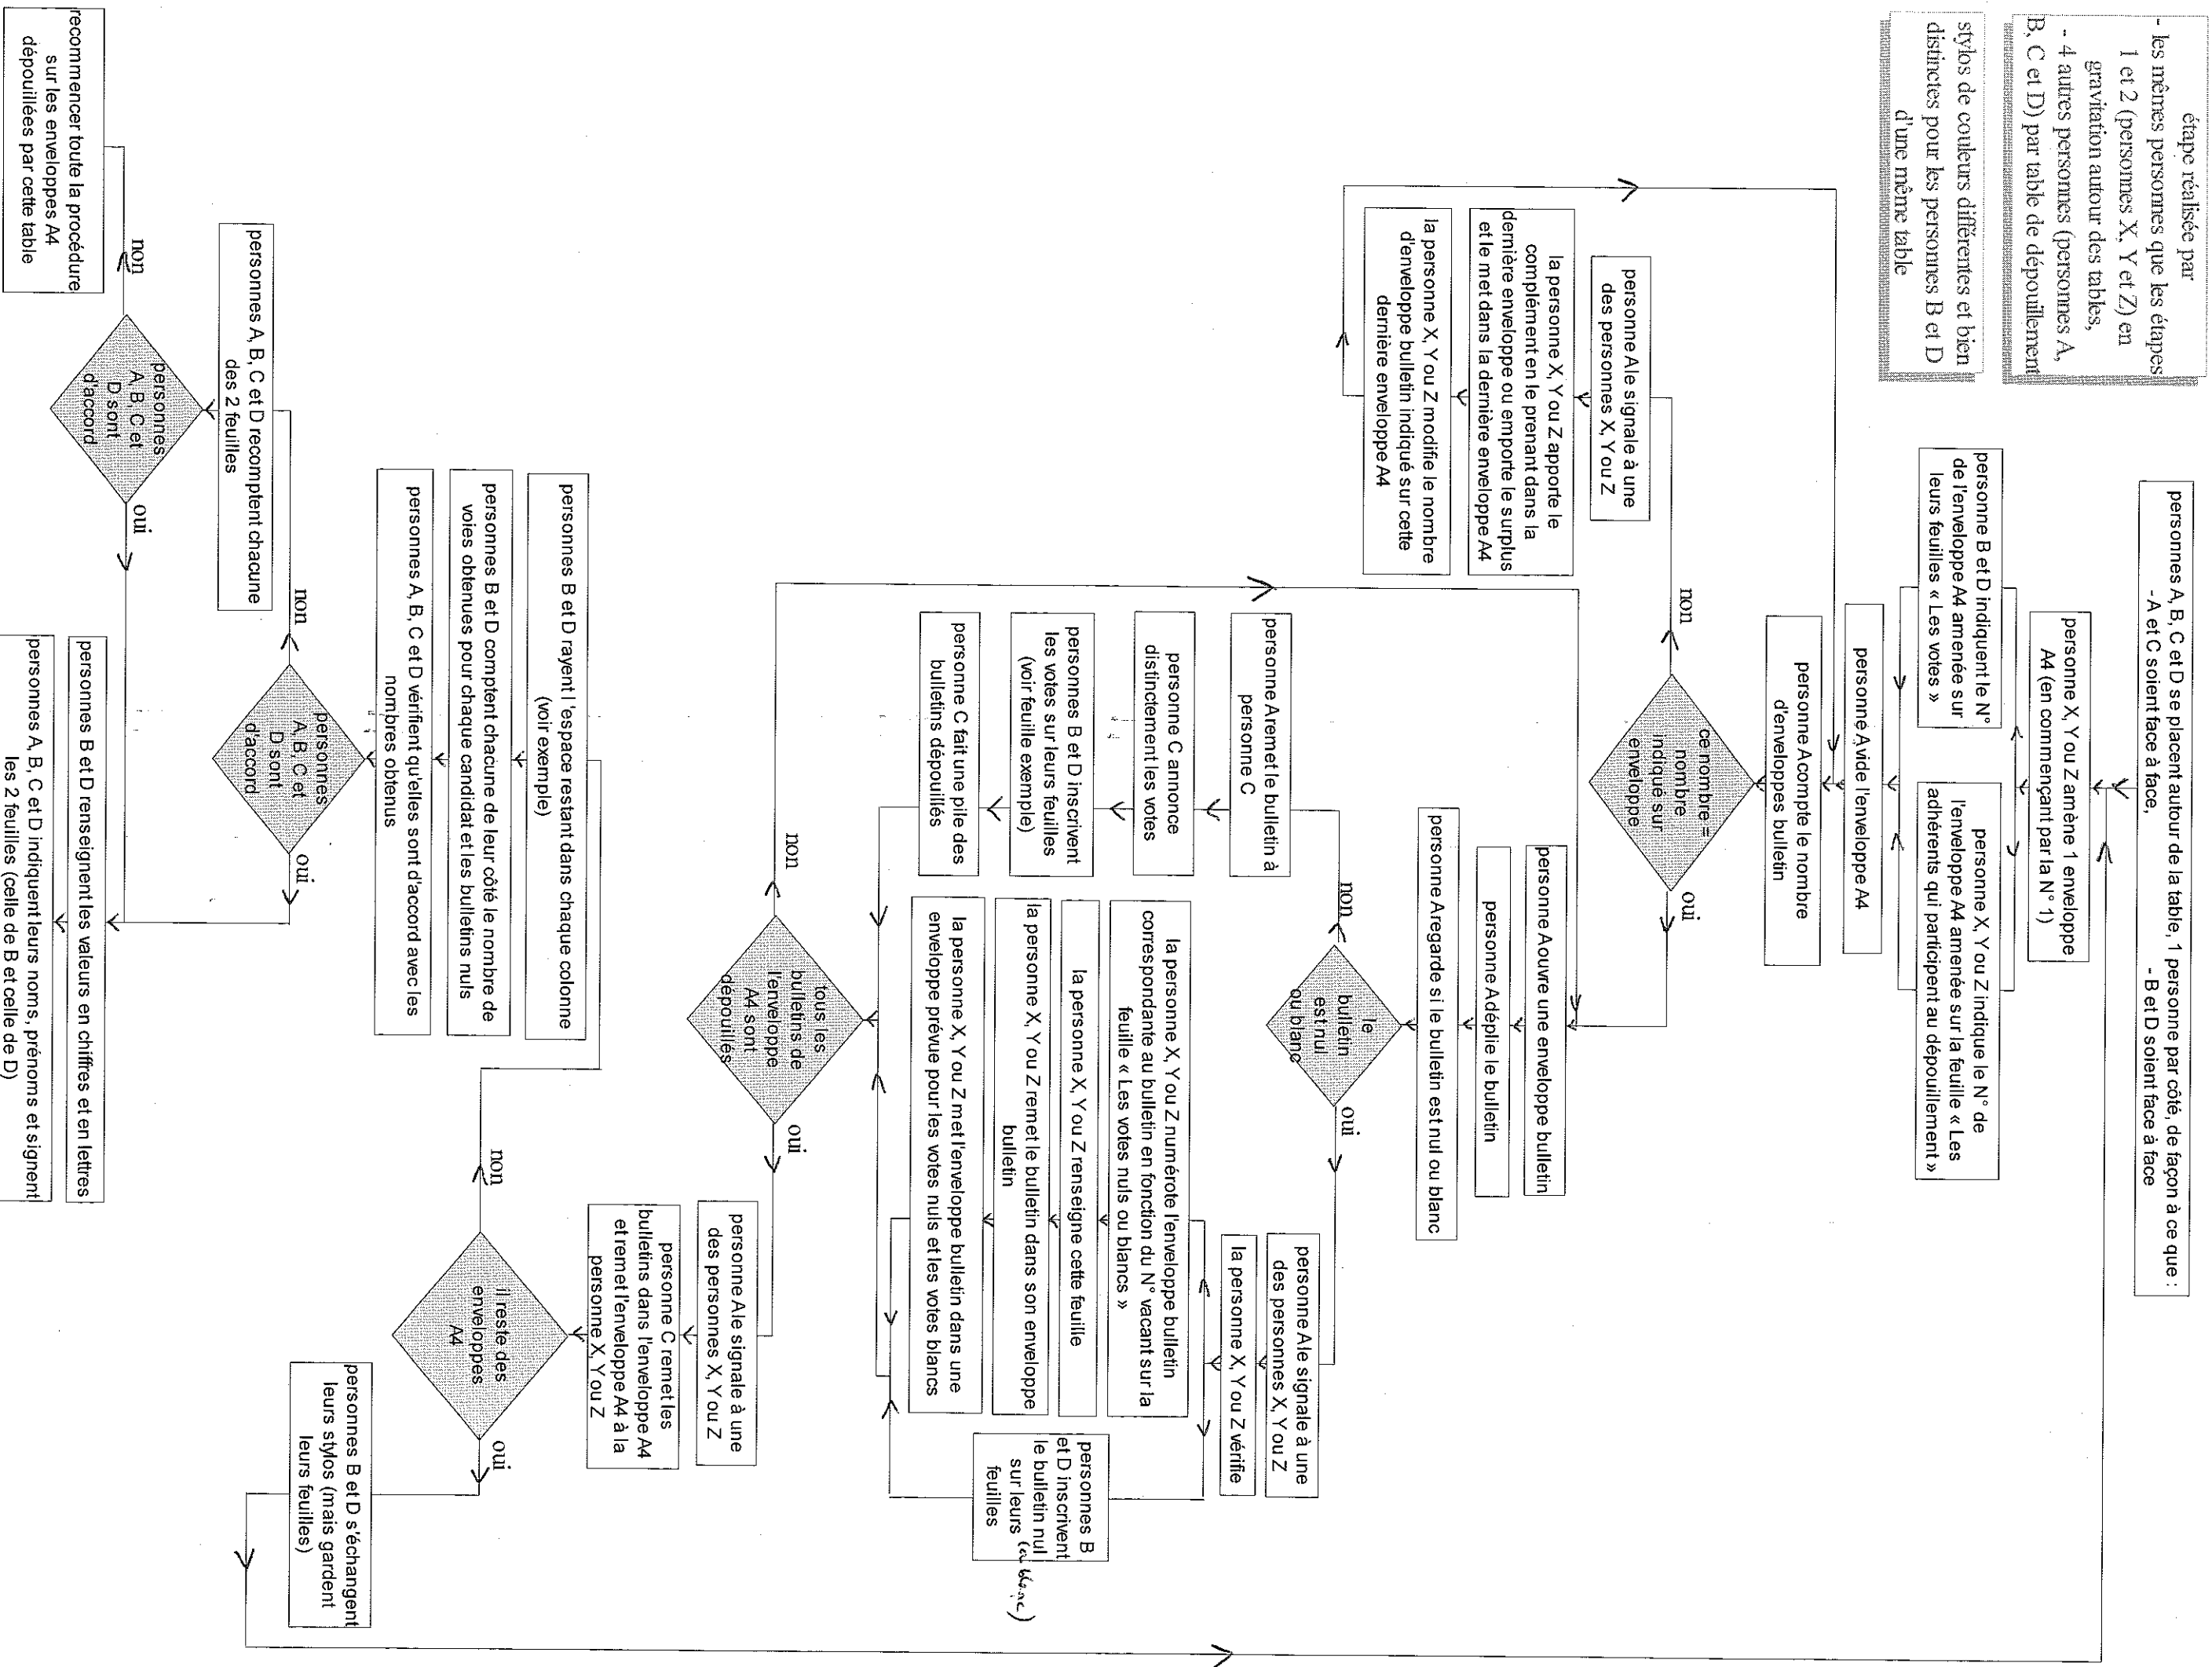 étape réalisée par
- les mêmes personnes que les étapes
1 et 2 (personnes X, Y et Z) en
gravitation autour des tables,
- 4 autres personnes (personnes A,
B, C et D) par table de dépouillement
stylos de couleurs différentes et bien
distinctes pour les personnes B et D
d'une même table
personnes A, B, C et D se placent autour de la table, 1 personne par côté, de façon à ce que :
- A et C soient face à face,
- B et D soient face à face
personne X, Y ou Z amène 1 enveloppe
A4 (en commençant par la N° 1)
personne B et D indiquent le N°
de l'enveloppe A4 amenée sur
leurs feuilles « Les votes »
personne X, Y ou Z indique le N° de
l'enveloppe A4 amenée sur la feuille « Les
adhérents qui participent au dépouillement »
personne A vide l'enveloppe A4
personne A compte le nombre
d'enveloppes bulletin
ce nombre =
nombre
indiqué sur
enveloppe
non
oui
personne A le signale à une
des personnes X, Y ou Z
la personne X, Y ou Z apporte le
complément en le prenant dans la
dernière enveloppe ou emporte le surplus
et le met dans la dernière enveloppe A4
la personne X, Y ou Z modifie le nombre
d'enveloppe bulletin indiqué sur cette
dernière enveloppe A4
personne A ouvre une enveloppe bulletin
personne A déplie le bulletin
personne A regarde si le bulletin est nul ou blanc
le
bulletin
est nul
ou blanc
non
oui
personne A remet le bulletin à
personne C
personne C annonce
distinctement les votes
personnes B et D inscrivent
les votes sur leurs feuilles
(voir feuille exemple)
personne C fait une pile des
bulletins dépouillés
personne A le signale à une
des personnes X, Y ou Z
la personne X, Y ou Z vérifie
la personne X, Y ou Z numérote l'enveloppe bulletin
correspondante au bulletin en fonction du N° vacant sur la
feuille « Les votes nuls ou blancs »
la personne X, Y ou Z renseigne cette feuille
la personne X, Y ou Z remet le bulletin dans son enveloppe
bulletin
la personne X, Y ou Z met l'enveloppe bulletin dans une
enveloppe prévue pour les votes nuls et les votes blancs
personnes B
et D inscrivent
le bulletin nul
sur leurs (ou blanc)
feuilles
tous les
bulletins de
l'enveloppe
A4 sont
dépouillés
non
oui
personne A le signale à une
des personnes X, Y ou Z
personne C remet les
bulletins dans l'enveloppe A4
et remet l'enveloppe A4 à la
personne X, Y ou Z
il reste des
enveloppes
A4
non
oui
personnes B et D s'échangent
leurs stylos (mais gardent
leurs feuilles)
personnes B et D rayent l'espace restant dans chaque colonne
(voir exemple)
personnes B et D comptent chacune de leur côté le nombre de
voies obtenues pour chaque candidat et les bulletins nuls
personnes A, B, C et D vérifient qu'elles sont d'accord avec les
nombres obtenus
personnes
A, B, C et
D sont
d'accord
non
oui
personnes A, B, C et D recomptent chacune
des 2 feuilles
personnes
A, B, C et
D sont
d'accord
non
oui
recommencer toute la procédure
sur les enveloppes A4
dépouillées par cette table
personnes B et D renseignent les valeurs en chiffres et en lettres
personnes A, B, C et D indiquent leurs noms, prénoms et signent
les 2 feuilles (celle de B et celle de D)